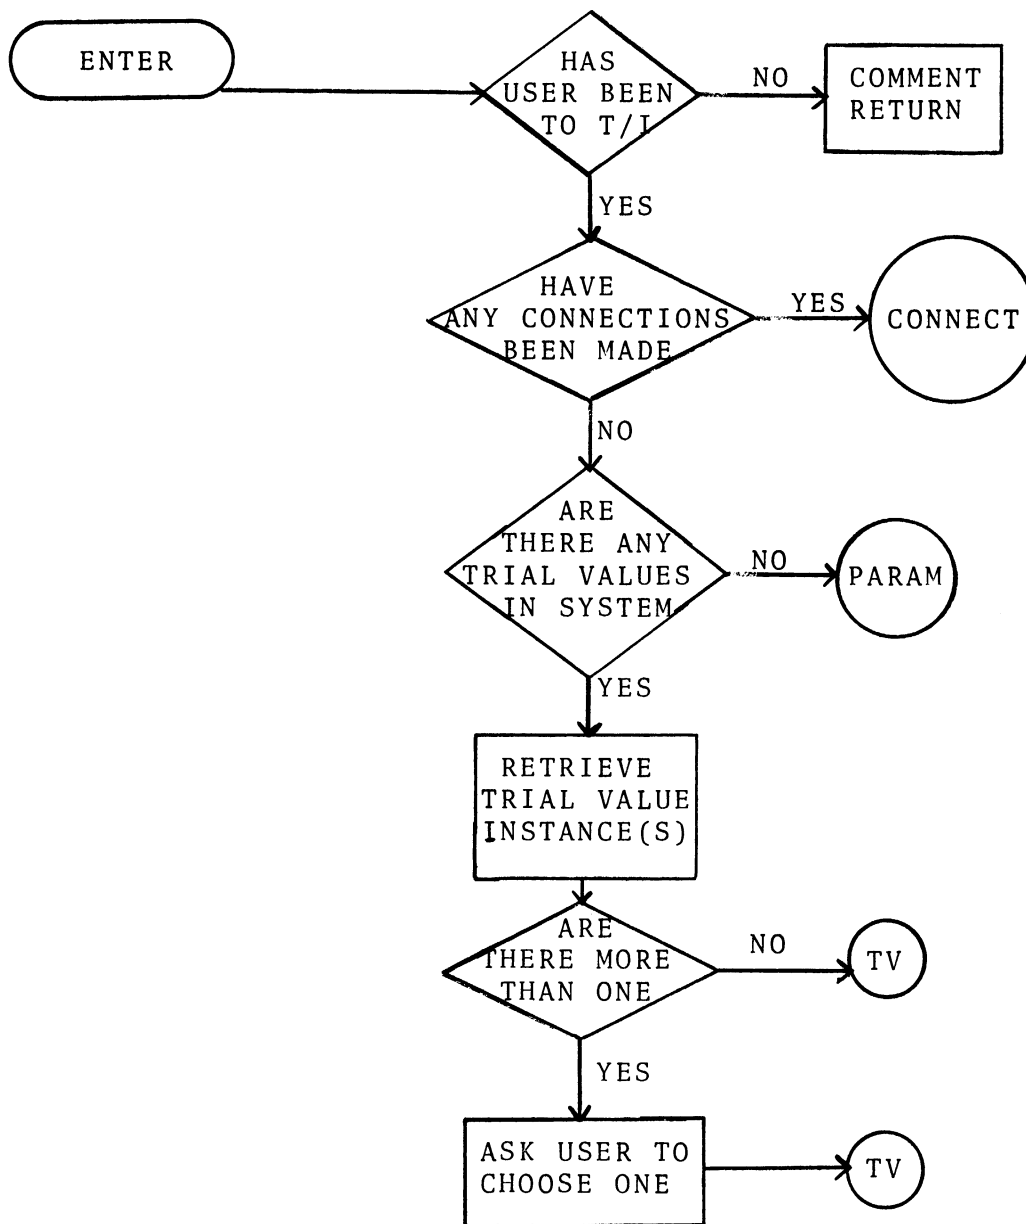 ENTER
HAS
USER BEEN
TO T/I
NO
COMMENT
RETURN
YES
HAVE
ANY CONNECTIONS
BEEN MADE
YES
CONNECT
NO
ARE
THERE ANY
TRIAL VALUES
IN SYSTEM
NO
PARAM
YES
RETRIEVE
TRIAL VALUE
INSTANCE(S)
ARE
THERE MORE
THAN ONE
NO
TV
YES
ASK USER TO
CHOOSE ONE
TV